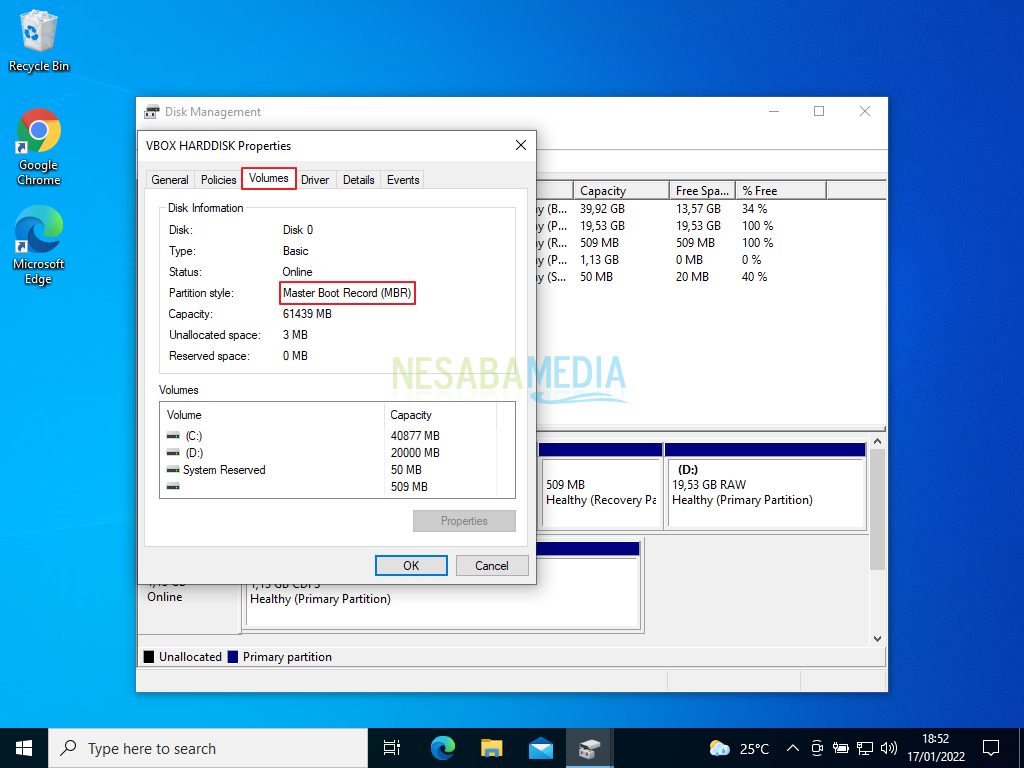 Recycle Bin
Google
Chrome
Microsoft
Edge
Disk Management
VBOX HARDDISK Properties
General Policies Volumes Driver Details Events
Disk Information
Disk: Disk 0
Type: Basic
Status: Online
Partition style: Master Boot Record (MBR)
Capacity: 61439 MB
Unallocated space: 3 MB
Reserved space: 0 MB
Volumes
Volume Capacity
(C:) 40877 MB
(D:) 20000 MB
System Reserved 50 MB
509 MB
Properties
OK Cancel
Capacity Free Spa... % Free
(B... 39,92 GB 13,57 GB 34 %
(P... 19,53 GB 19,53 GB 100 %
(R... 509 MB 509 MB 100 %
(P... 1,13 GB 0 MB 0 %
(S... 50 MB 20 MB 40 %
NESABAMEDIA
509 MB
Healthy (Recovery Pa
(D:)
19,53 GB RAW
Healthy (Primary Partition)
Online
1,13 GB CDFS
Healthy (Primary Partition)
Unallocated Primary partition
Type here to search
25°C
18:52
17/01/2022